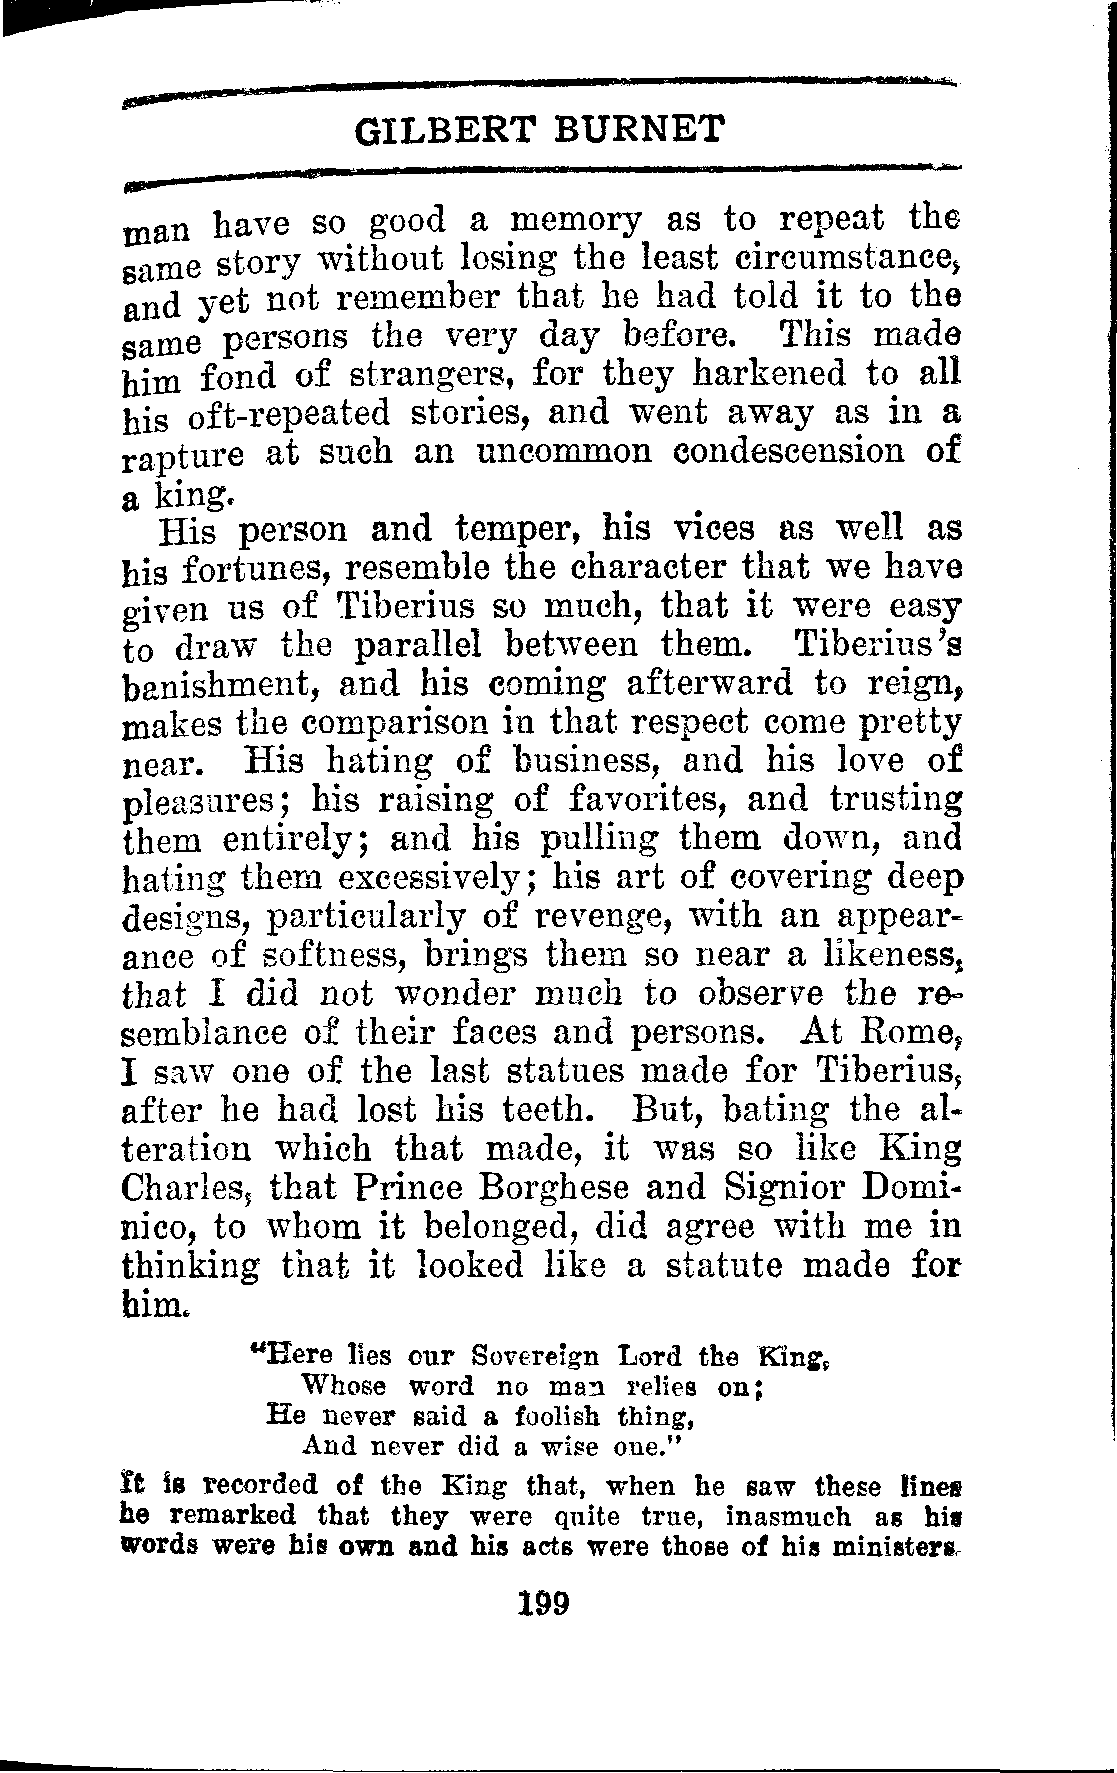 GILBERT BURNET
man have so good a memory as to repeat the
same story without losing the least circumstance,
and yet not remember that he had told it to the
same persons the very day before. This made
him fond of strangers, for they harkened to all
his oft-repeated stories, and went away as in a
rapture at such an uncommon condescension of
a king.
His person and temper, his vices as well as
his fortunes, resemble the character that we have
given us of Tiberius so much, that it were easy
to draw the parallel between them. Tiberius's
banishment, and his coming afterward to reign,
makes the comparison in that respect come pretty
near. His hating of business, and his love of
pleasures; his raising of favorites, and trusting
them entirely; and his pulling them down, and
hating them excessively; his art of covering deep
designs, particularly of revenge, with an appear-
ance of softness, brings them so near a likeness,
that I did not wonder much to observe the re-
semblance of their faces and persons. At Rome,
I saw one of the last statues made for Tiberius,
after he had lost his teeth. But, bating the al-
teration which that made, it was so like King
Charles, that Prince Borghese and Signior Domi-
nico, to whom it belonged, did agree with me in
thinking that it looked like a statute made for
him.
"Here lies our Sovereign Lord the King,
Whose word no man relies on;
He never said a foolish thing,
And never did a wise one."
It is recorded of the King that, when he saw these lines
he remarked that they were quite true, inasmuch as his
words were his own and his acts were those of his ministers.
199